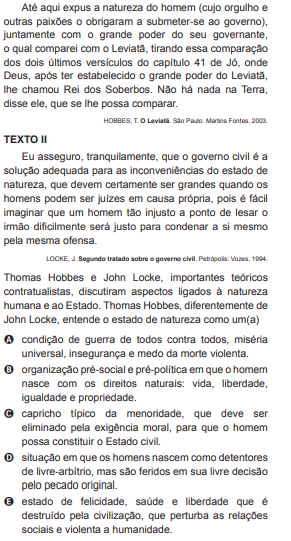 Até aqui expus a natureza do homem (cujo orgulho e
outras paixões o obrigaram a submeter-se ao governo),
juntamente com o grande poder do seu governante,
o qual comparei com o Leviatã, tirando essa comparação
dos dois últimos versículos do capítulo 41 de Jó, onde
Deus, após ter estabelecido o grande poder do Leviatã,
lhe chamou Rei dos Soberbos. Não há nada na Terra,
disse ele, que se lhe possa comparar.
HOBBES, T. O Leviatã. São Paulo: Martins Fontes, 2003.
TEXTO II
Eu asseguro, tranquilamente, que o governo civil é a
solução adequada para as inconveniências do estado de
natureza, que devem certamente ser grandes quando os
homens podem ser juízes em causa própria, pois é fácil
imaginar que um homem tão injusto a ponto de lesar o
irmão dificilmente será justo para condenar a si mesmo
pela mesma ofensa.
LOCKE, J. Segundo tratado sobre o governo civil. Petrópolis: Vozes, 1994.
Thomas Hobbes e John Locke, importantes teóricos
contratualistas, discutiram aspectos ligados à natureza
humana e ao Estado. Thomas Hobbes, diferentemente de
John Locke, entende o estado de natureza como um(a)
A condição de guerra de todos contra todos, miséria
universal, insegurança e medo da morte violenta.
B organização pré-social e pré-política em que o homem
nasce com os direitos naturais: vida, liberdade,
igualdade e propriedade.
C capricho típico da menoridade, que deve ser
eliminado pela exigência moral, para que o homem
possa constituir o Estado civil.
D situação em que os homens nascem como detentores
de livre-arbítrio, mas são feridos em sua livre decisão
pelo pecado original.
E estado de felicidade, saúde e liberdade que é
destruído pela civilização, que perturba as relações
sociais e violenta a humanidade.